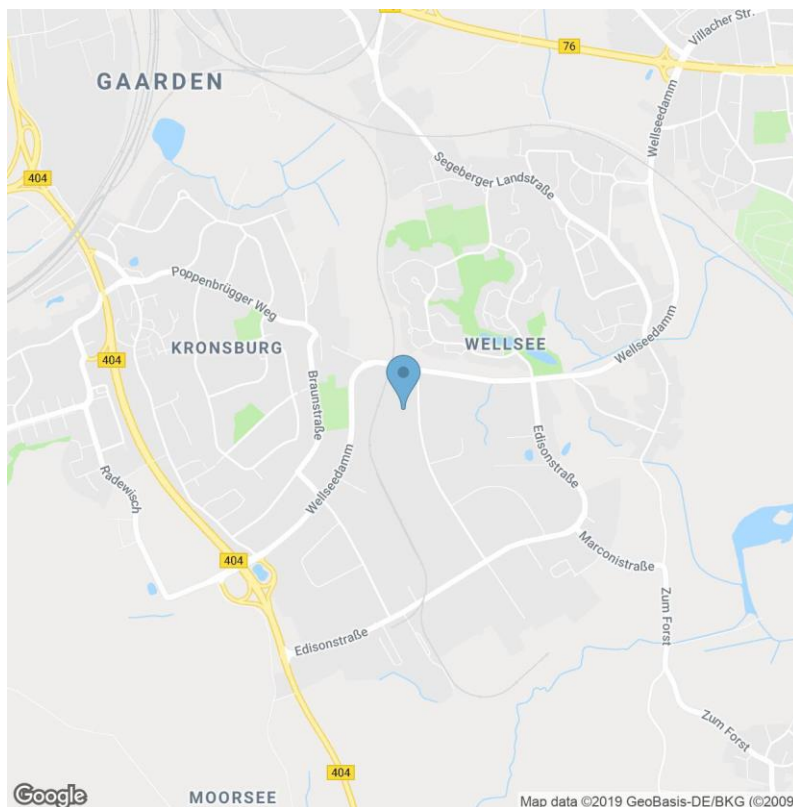 Villacher Str.
76
GAARDEN
Wellseedamm
Segeberger Landstraße
404
Poppenbrügger Weg
KRONSBURG
WELLSEE
Wellseedamm
404
Braunstraße
Edisonstraße
Wellseedamm
Radewisch
404
Marconistraße
Zum Forst
Edisonstraße
Zum Forst
404
MOORSEE
Google
Map data ©2019 GeoBasis-DE/BKG (©2009